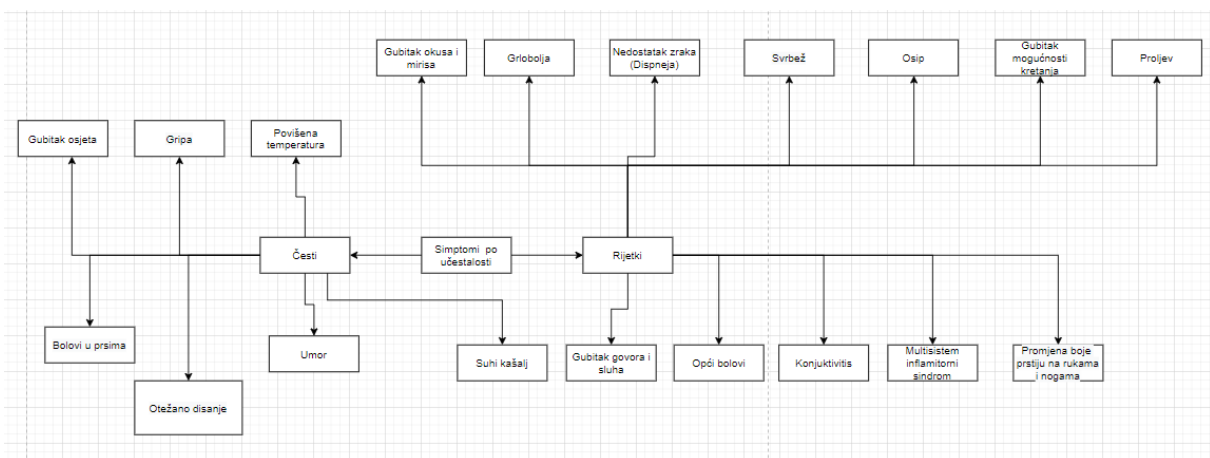 Gubitak okusa i
mirisa
Grlobolja
Nedostatak zraka
(Dispneja)
Svrbež
Osip
Gubitak
mogućnosti
kretanja
Proljev
Gubitak osjeta
Gripa
Povišena
temperatura
Česti
Simptomi po
učestalosti
Rijetki
Bolovi u prsima
Umor
Suhi kašalj
Gubitak govora i
sluha
Opći bolovi
Konjuktivitis
Multisistem
inflamitorni
sindrom
Promjena boje
prstiju na rukama
i nogama
Otežano disanje